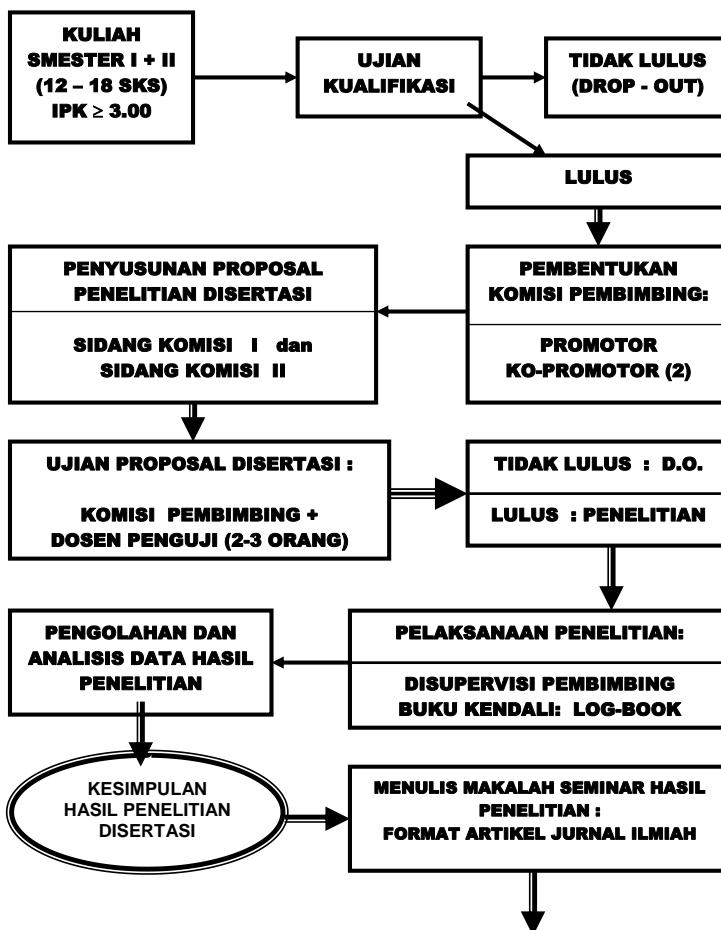 KULIAH
SMESTER I + II
(12 – 18 SKS)
IPK ≥ 3.00
UJIAN
KUALIFIKASI
TIDAK LULUS
(DROP - OUT)
LULUS
PENYUSUNAN PROPOSAL
PENELITIAN DISERTASI
SIDANG KOMISI I dan
SIDANG KOMISI II
PEMBENTUKAN
KOMISI PEMBIMBING:
PROMOTOR
KO-PROMOTOR (2)
UJIAN PROPOSAL DISERTASI :
KOMISI PEMBIMBING +
DOSEN PENGUJI (2-3 ORANG)
TIDAK LULUS : D.O.
LULUS : PENELITIAN
PENGOLAHAN DAN
ANALISIS DATA HASIL
PENELITIAN
PELAKSANAAN PENELITIAN:
DISUPERVISI PEMBIMBING
BUKU KENDALI: LOG-BOOK
KESIMPULAN
HASIL PENELITIAN
DISERTASI
MENULIS MAKALAH SEMINAR HASIL
PENELITIAN :
FORMAT ARTIKEL JURNAL ILMIAH